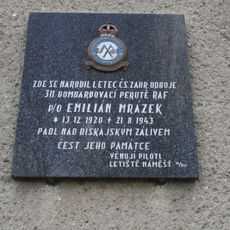 ZDE SE NARODIL LETEC ČS. ZAHR. ODBOJE
311. BOMBARDOVACÍ PERUTĚ RAF
P/O EMILIÁN MRÁZEK
* 13. 12. 1920 + 21. 8. 1943
PADL NAD BISKAJSKÝM ZÁLIVEM
ČEST JEHO PAMÁTCE
VĚNUJÍ PILOTI
LETIŠTĚ NÁMĚŠŤ